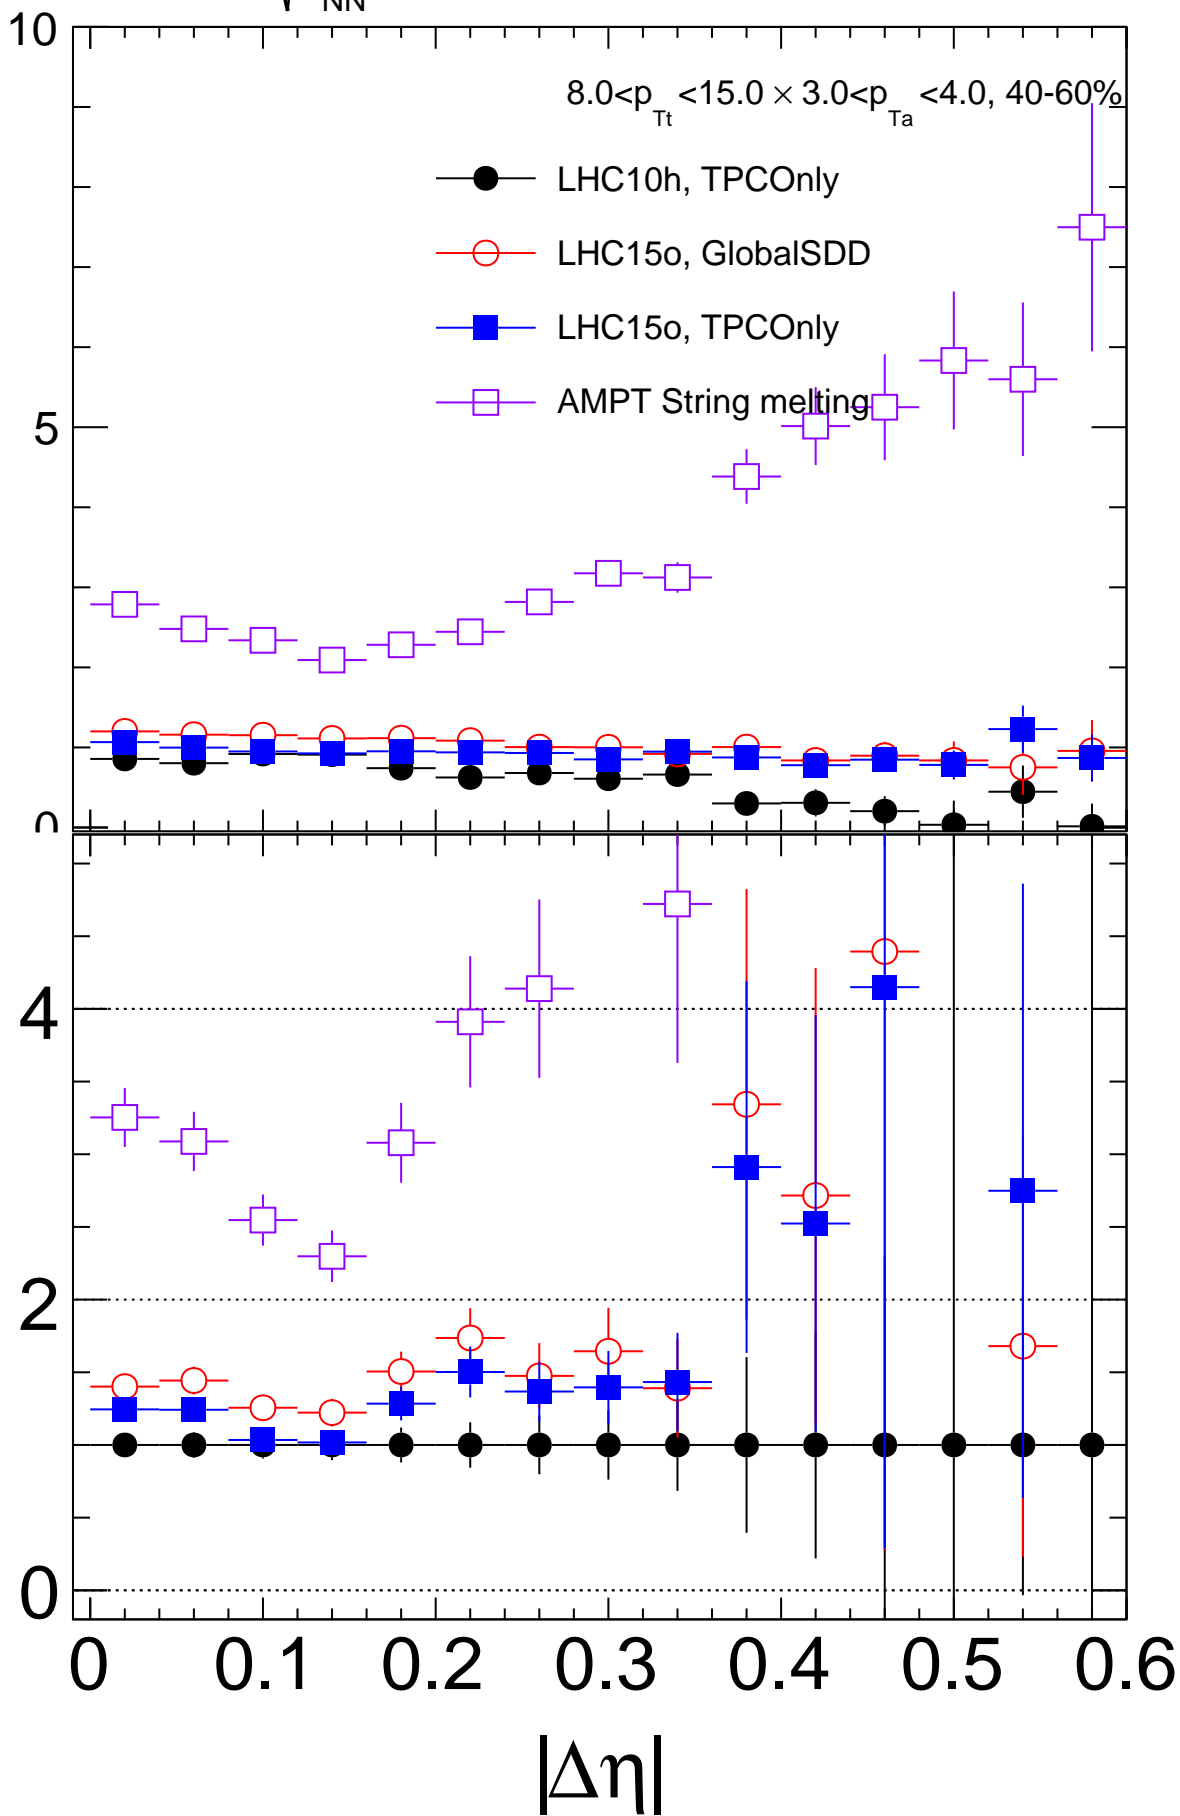 √ NN
10
8.0<p_Tt <15.0 × 3.0<p_Ta <4.0, 40-60%
LHC10h, TPCOnly
LHC15o, GlobalSDD
LHC15o, TPCOnly
AMPT String melting
5
0
4
2
0
0 0.1 0.2 0.3 0.4 0.5 0.6
|Δη|